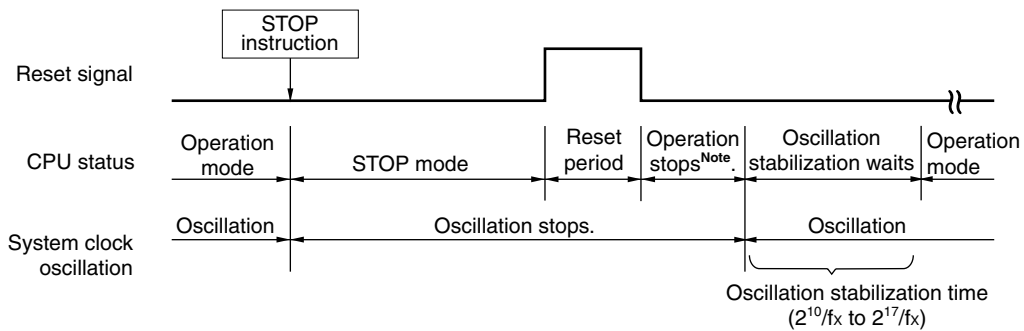 STOP
instruction
Reset signal
CPU status
Operation
mode
STOP mode
Reset
period
Operation
stopsNote.
Oscillation
stabilization waits
Operation
mode
System clock
oscillation
Oscillation
Oscillation stops.
Oscillation
Oscillation stabilization time
(2^10/fx to 2^17/fx)